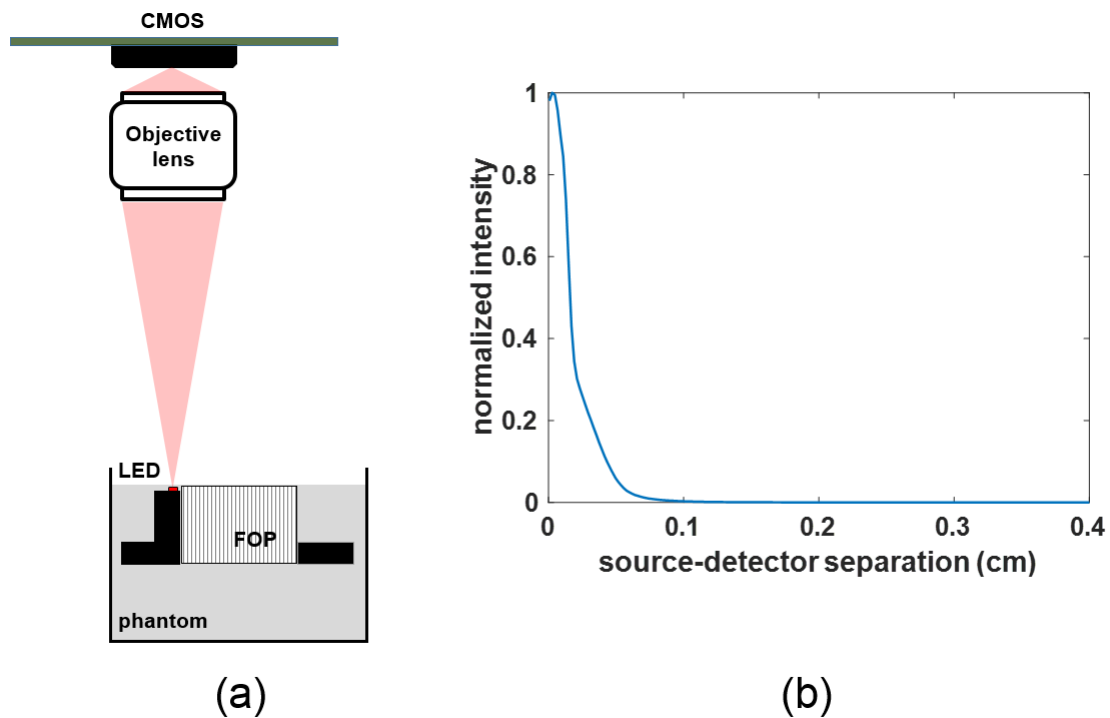 CMOS
Objective
lens
LED
FOP
phantom
(a)
normalized intensity
1
0.8
0.6
0.4
0.2
0
0 0.1 0.2 0.3 0.4
source-detector separation (cm)
(b)